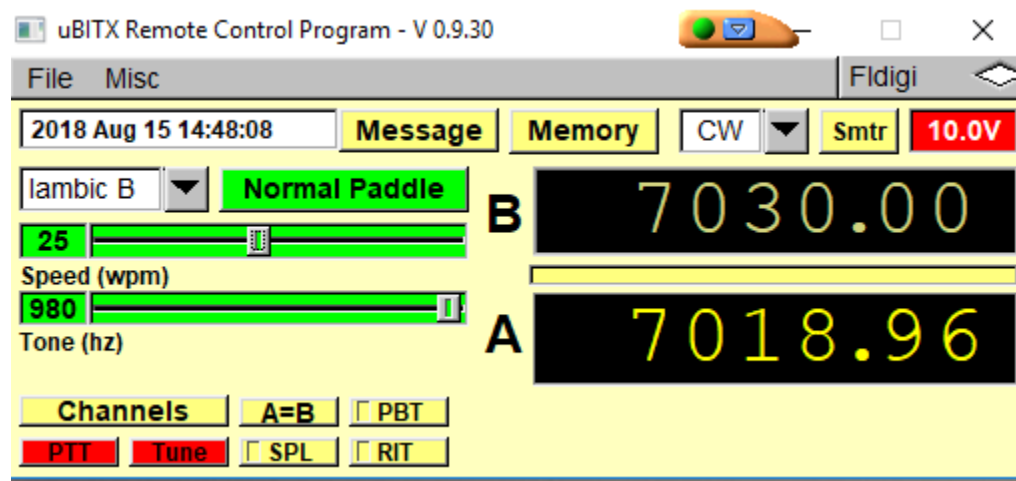 uBITX Remote Control Program - V 0.9.30
File Misc Fldigi
2018 Aug 15 14:48:08 Message Memory CW Smtr 10.0V
Iambic B Normal Paddle B 7030.00
25
Speed (wpm)
980
Tone (hz) A 7018.96
Channels A=B PBT
PTT Tune SPL RIT